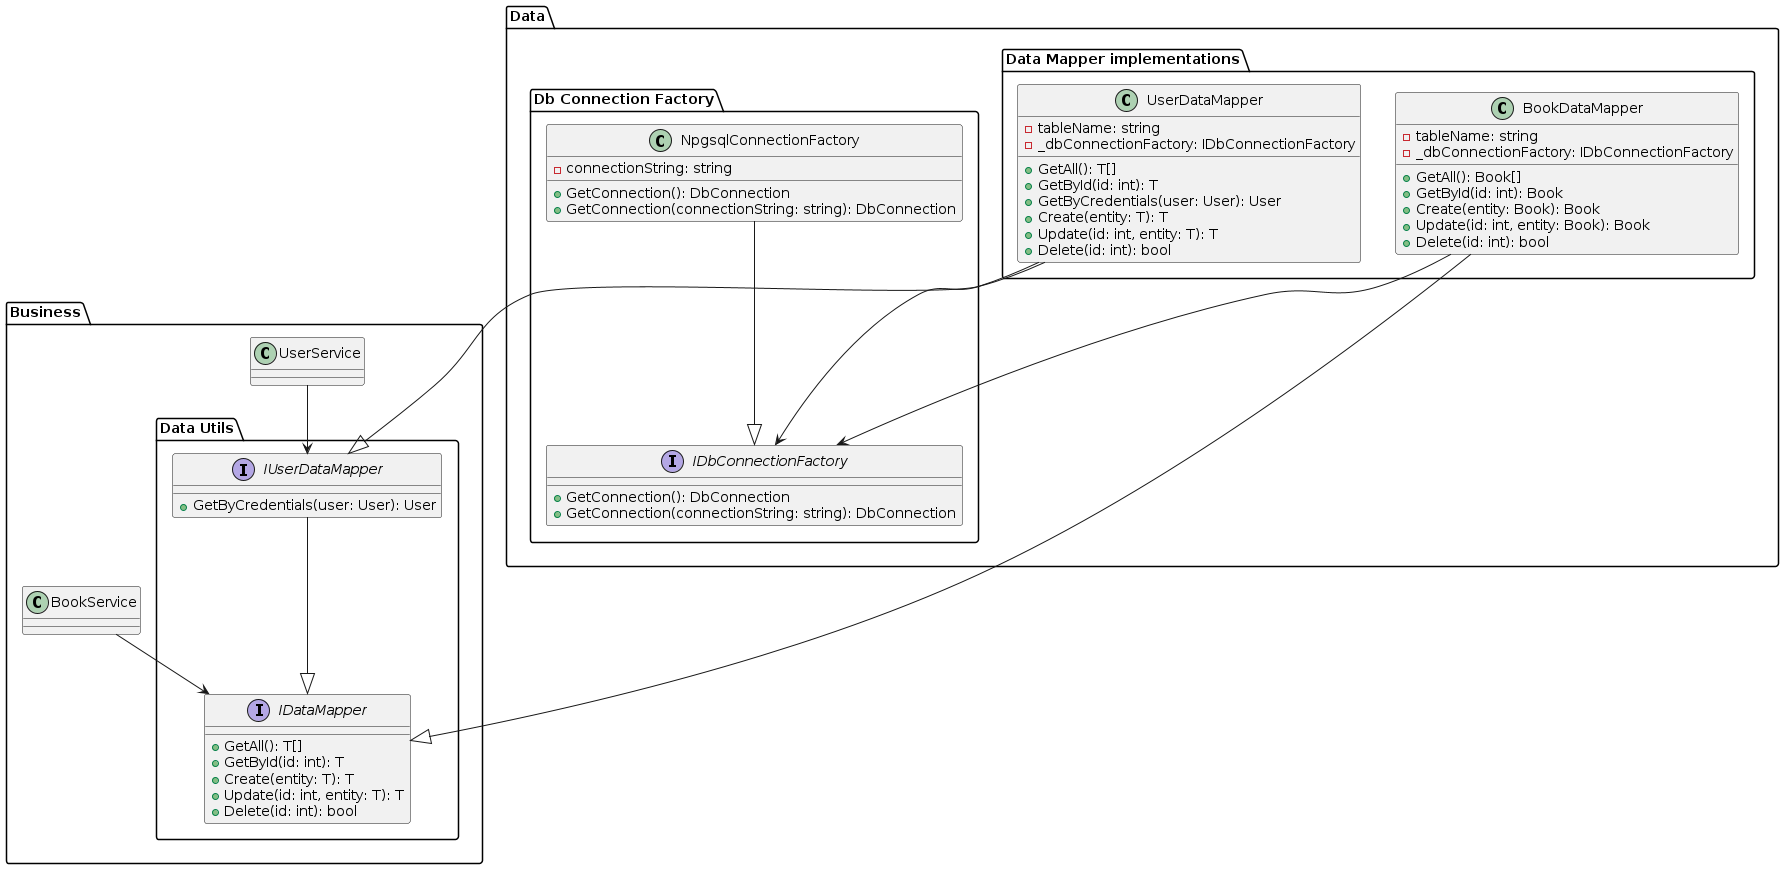 Data
Data Mapper implementations
C UserDataMapper
tableName: string
_dbConnectionFactory: IDbConnectionFactory
GetAll(): T[]
GetById(id: int): T
GetByCredentials(user: User): User
Create(entity: T): T
Update(id: int, entity: T): T
Delete(id: int): bool
C BookDataMapper
tableName: string
_dbConnectionFactory: IDbConnectionFactory
GetAll(): Book[]
GetById(id: int): Book
Create(entity: Book): Book
Update(id: int, entity: Book): Book
Delete(id: int): bool
Db Connection Factory
C NpgsqlConnectionFactory
connectionString: string
GetConnection(): DbConnection
GetConnection(connectionString: string): DbConnection
I IDbConnectionFactory
GetConnection(): DbConnection
GetConnection(connectionString: string): DbConnection
Business
C UserService
Data Utils
I IUserDataMapper
GetByCredentials(user: User): User
C BookService
I IDataMapper
GetAll(): T[]
GetById(id: int): T
Create(entity: T): T
Update(id: int, entity: T): T
Delete(id: int): bool